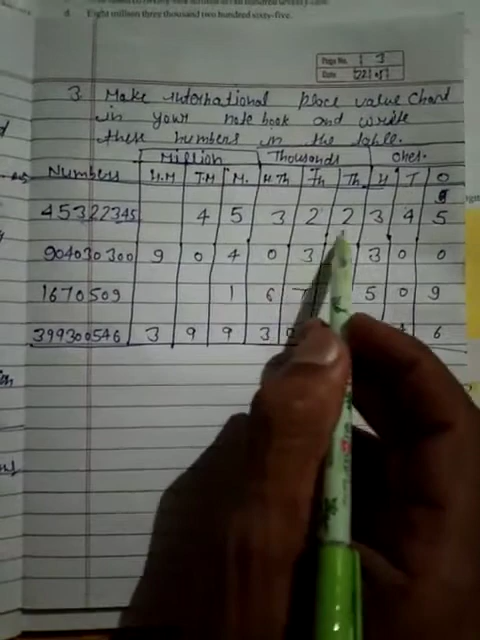 d. Eight million three thousand two hundred sixty-five.
Page No. 1 3
Date
3. Make international place value chart
in your note book and write
these numbers in the table.
Million Thousands Ones.
Numbers H.M T.M M. H.Th Th Th H T O
45322345 4 5 3 2 2 3 4 5
904030300 9 0 4 0 3 3 0 0
1670509 1 6 7 5 0 9
399300546 3 9 9 3 6